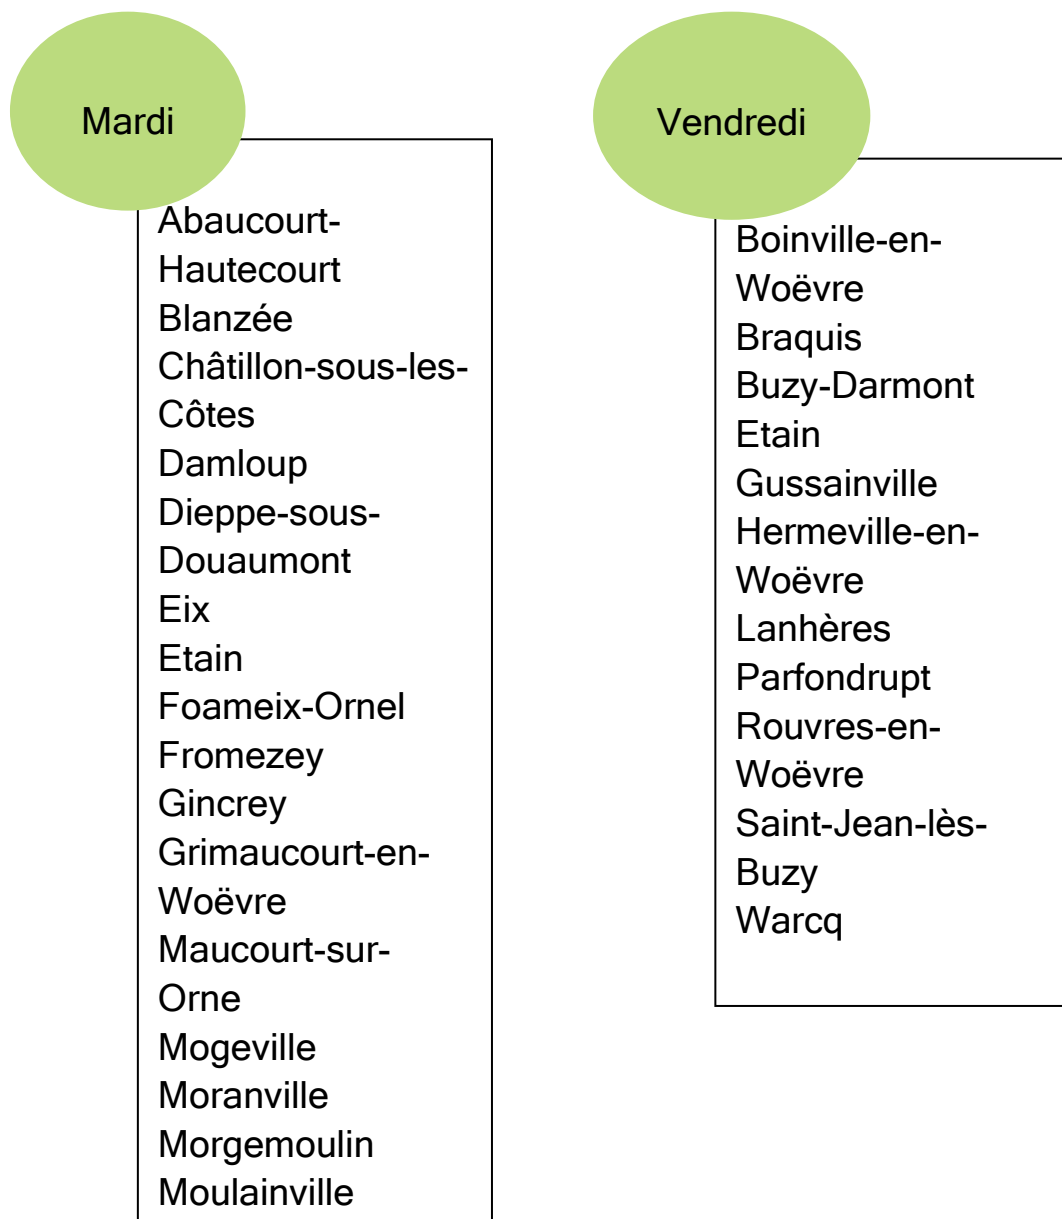 Mardi
Abaucourt-
Hautecourt
Blanzée
Châtillon-sous-les-
Côtes
Damloup
Dieppe-sous-
Douaumont
Eix
Etain
Foameix-Ornel
Fromezey
Gincrey
Grimaucourt-en-
Woëvre
Maucourt-sur-
Orne
Mogeville
Moranville
Morgemoulin
Moulainville
Vendredi
Boinville-en-
Woëvre
Braquis
Buzy-Darmont
Etain
Gussainville
Hermeville-en-
Woëvre
Lanhères
Parfondrupt
Rouvres-en-
Woëvre
Saint-Jean-lès-
Buzy
Warcq